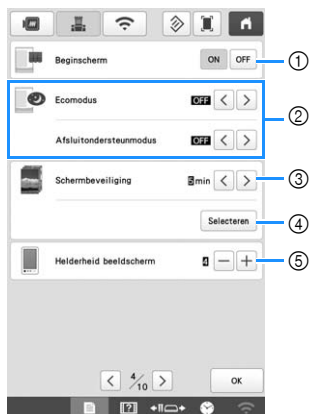 Beginscherm ON OFF ①
Ecomodus OFF ②
Afsluitondersteunmodus OFF
Schermbeveiliging 5min ③
Selecteren ④
Helderheid beeldscherm 4 ⑤
4/10 OK